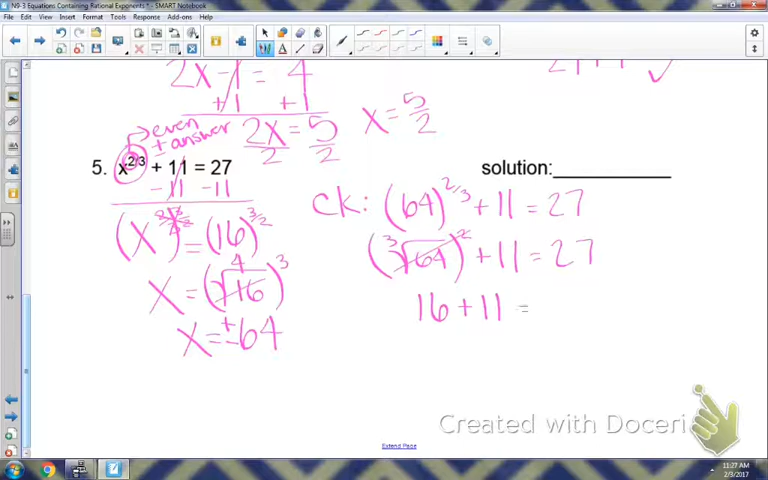 N9-3 Equations Containing Rational Exponents * - SMART Notebook
File Edit View Insert Format Tools Add-ons Response Help
2x - 1 = 4
+1 +1
2x/2 = 5/2 x = 5/2
even
± answer
5. x^2/3 + 11 = 27 solution:__________
-11 -11
(x^2/3)^3/2 = (16)^3/2
x = (√16)^3
4
x = ±64
ck: (64)^2/3 + 11 = 27
(³√64)^2 + 11 = 27
16 + 11 =
Created with Doceri
Extend Page
11:27 AM
2/3/2017